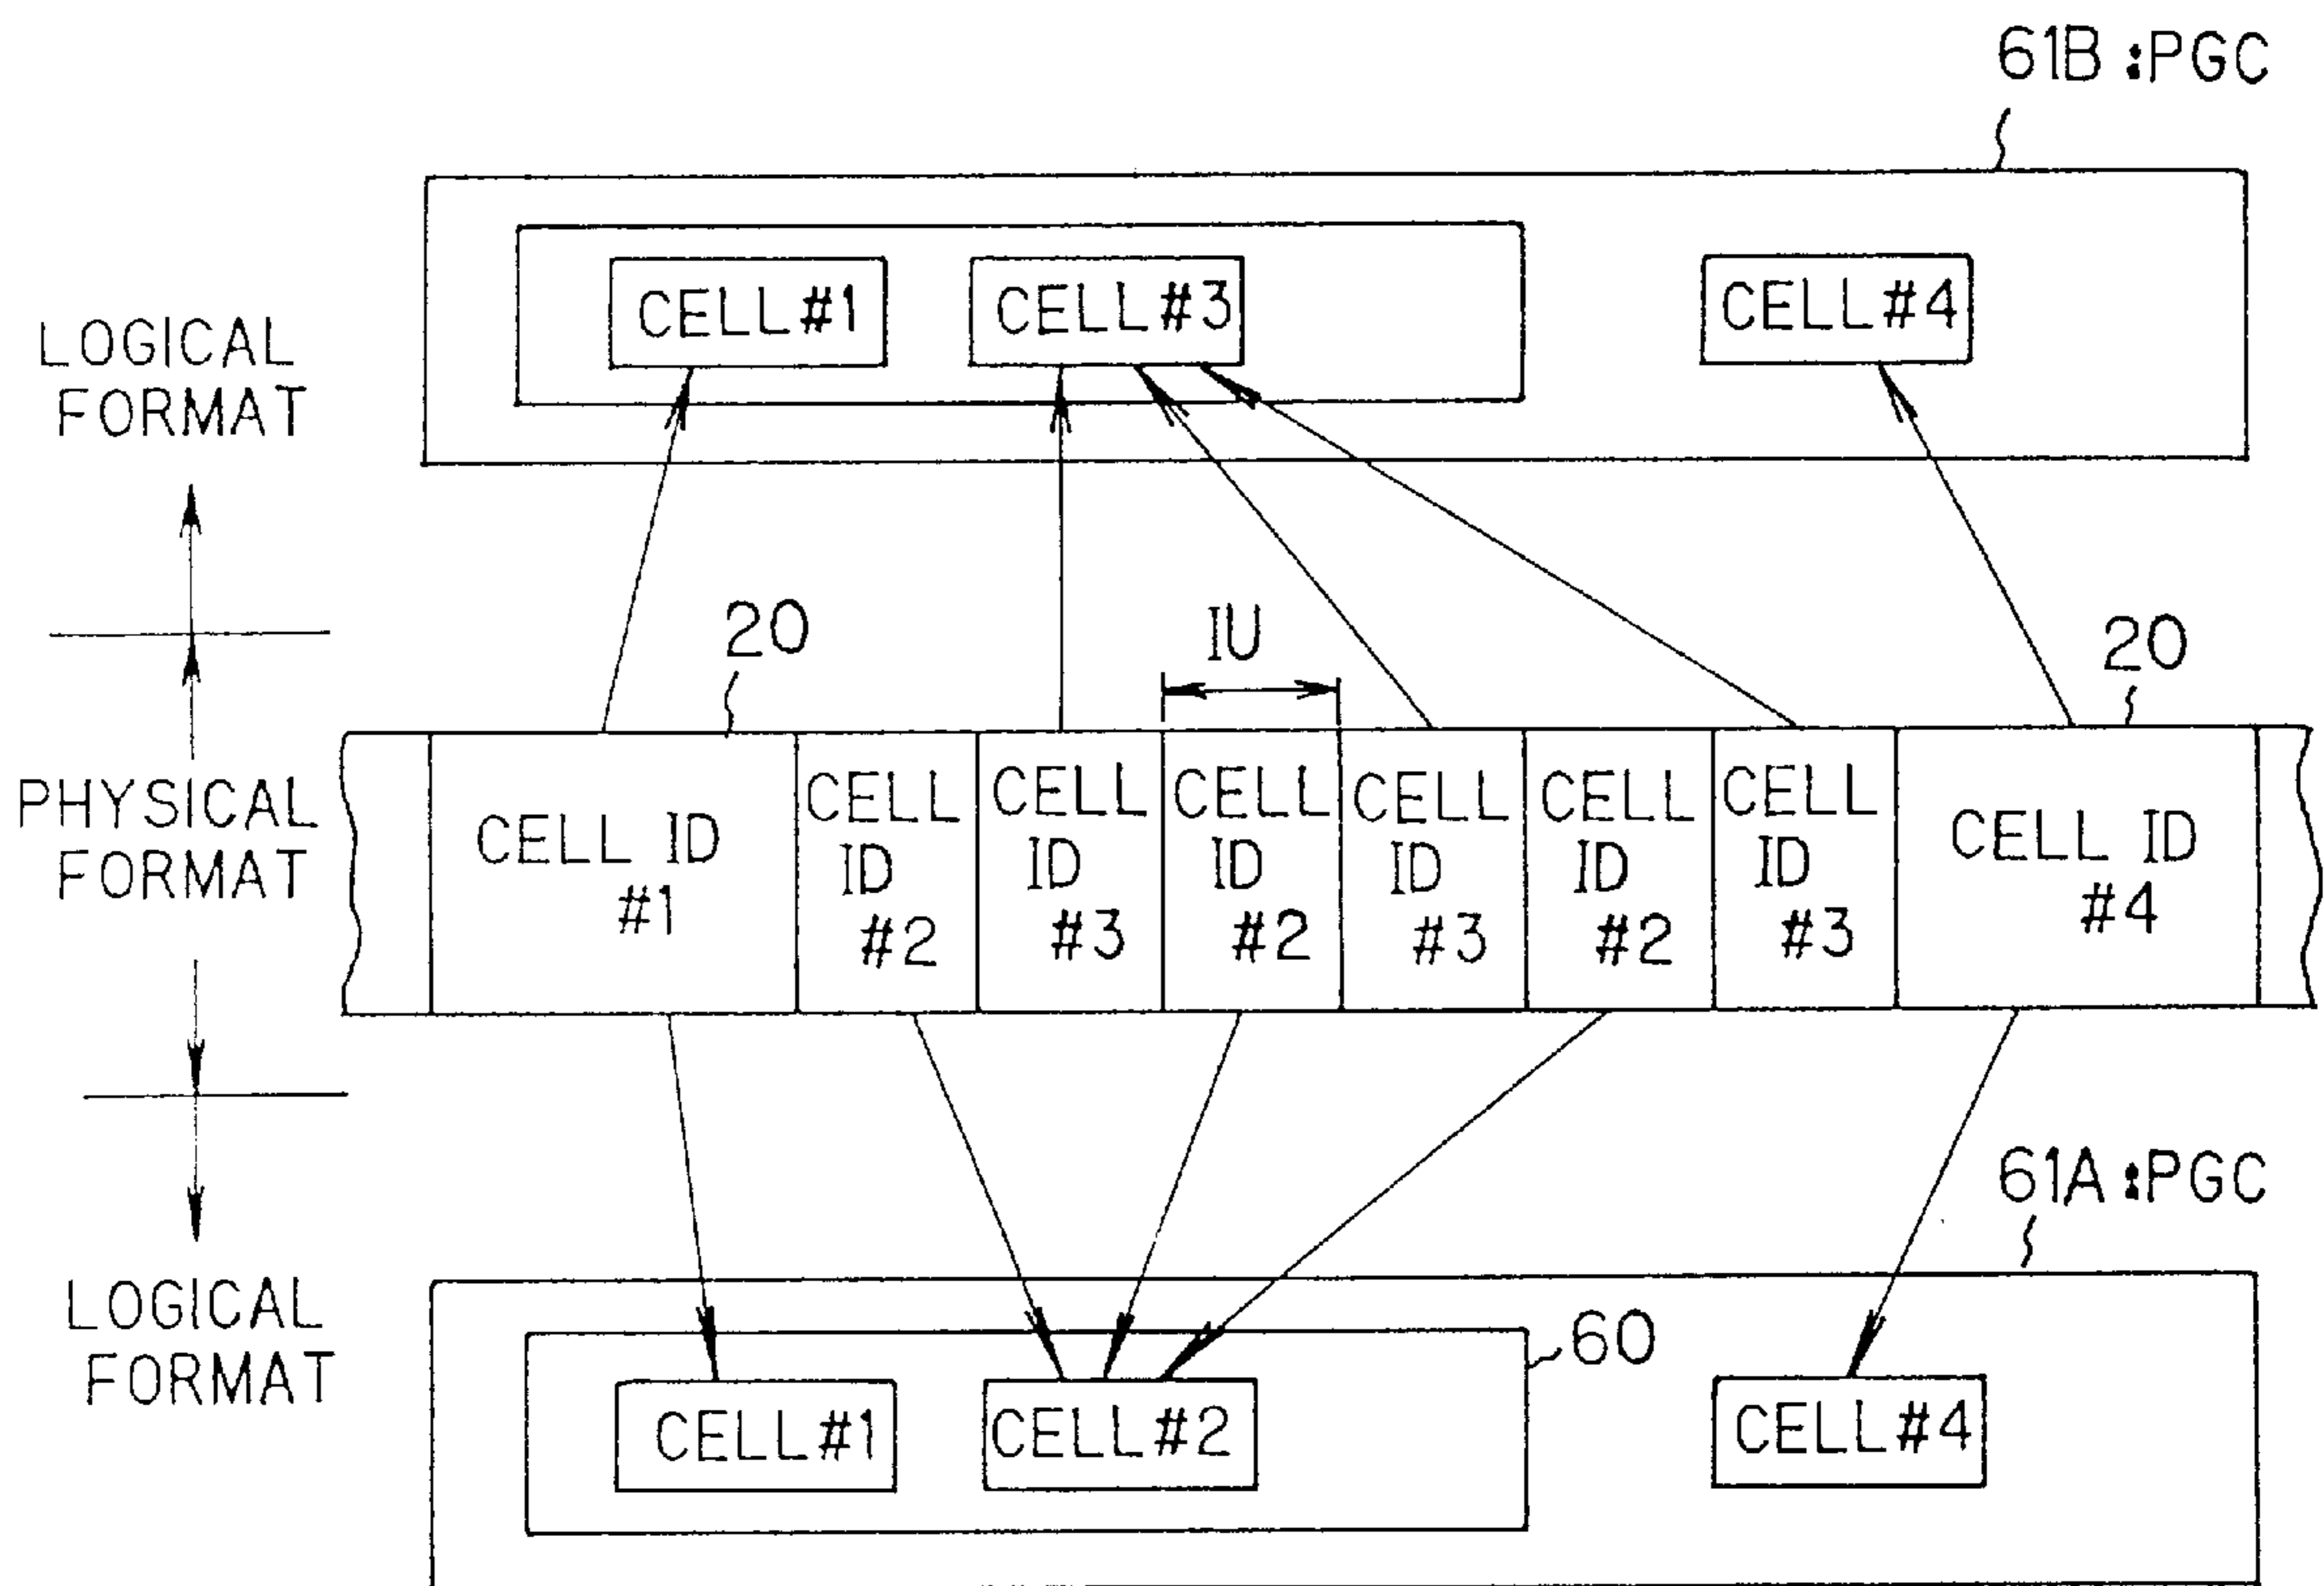 61B :PGC
CELL #1
CELL #3
CELL #4
LOGICAL
FORMAT
20
IU
20
PHYSICAL
FORMAT
CELL ID
#1
CELL
ID
#2
CELL
ID
#3
CELL
ID
#2
CELL
ID
#3
CELL
ID
#2
CELL
ID
#3
CELL ID
#4
61A :PGC
LOGICAL
FORMAT
60
CELL #1
CELL #2
CELL #4